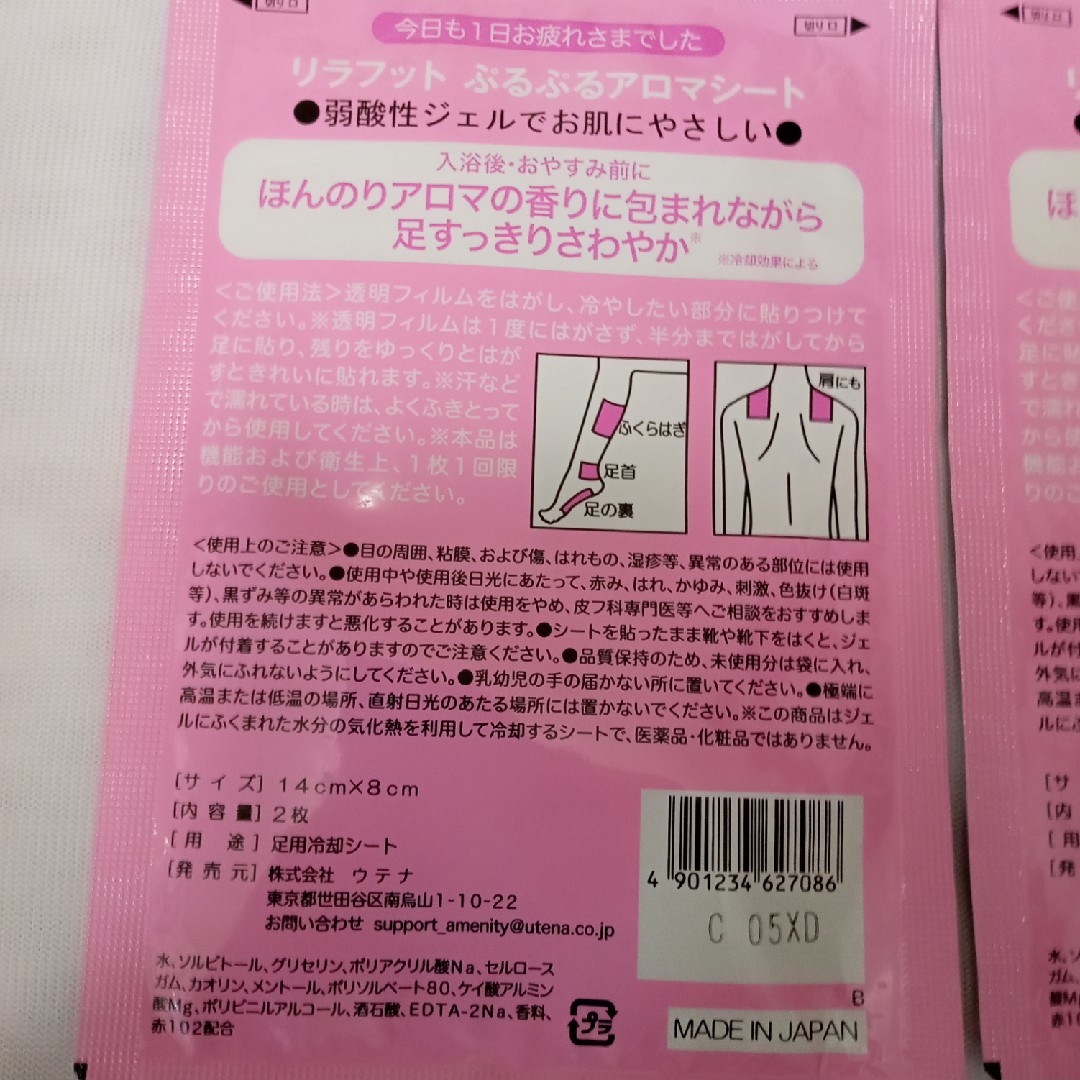 切り口
切り口
今日も1日お疲れさまでした
リラフット ぷるぷるアロマシート
●弱酸性ジェルでお肌にやさしい●
入浴後・おやすみ前に
ほんのりアロマの香りに包まれながら
足すっきりさわやか※
※冷却効果による
＜ご使用法＞透明フィルムをはがし、冷やしたい部分に貼りつけて
ください。※透明フィルムは1度にはがさず、半分まではがしてから
足に貼り、残りをゆっくりとはが
すときれいに貼れます。※汗など
で濡れている時は、よくふきとって
から使用してください。※本品は
機能および衛生上、1枚1回限
りのご使用としてください。
ふくらはぎ
足首
足の裏
肩にも
＜使用上のご注意＞●目の周囲、粘膜、および傷、はれもの、湿疹等、異常のある部位には使用
しないでください。●使用中や使用後日光にあたって、赤み、はれ、かゆみ、刺激、色抜け(白斑
等)、黒ずみ等の異常があらわれた時は使用をやめ、皮フ科専門医等へご相談をおすすめしま
す。使用を続けますと悪化することがあります。●シートを貼ったまま靴や靴下をはくと、ジェ
ルが付着することがありますのでご注意ください。●品質保持のため、未使用分は袋に入れ、
外気にふれないようにしてください。●乳幼児の手の届かない所に置いてください。●極端に
高温または低温の場所、直射日光のあたる場所には置かないでください。※この商品はジェ
ルにふくまれた水分の気化熱を利用して冷却するシートで、医薬品・化粧品ではありません。
[サイズ] 14cm×8cm
[内容量] 2枚
[用途] 足用冷却シート
[発売元] 株式会社 ウテナ
東京都世田谷区南烏山1-10-22
お問い合わせ support_amenity@utena.co.jp
水、ソルビトール、グリセリン、ポリアクリル酸Na、セルロース
ガム、カオリン、メントール、ポリソルベート80、ケイ酸アルミン
酸Mg、ポリビニルアルコール、酒石酸、EDTA-2Na、香料、
赤102配合
プラ
4 901234 627086
C 05XD
B
MADE IN JAPAN
切り口
ほ
＜使用
[サ
[内
[用
[発